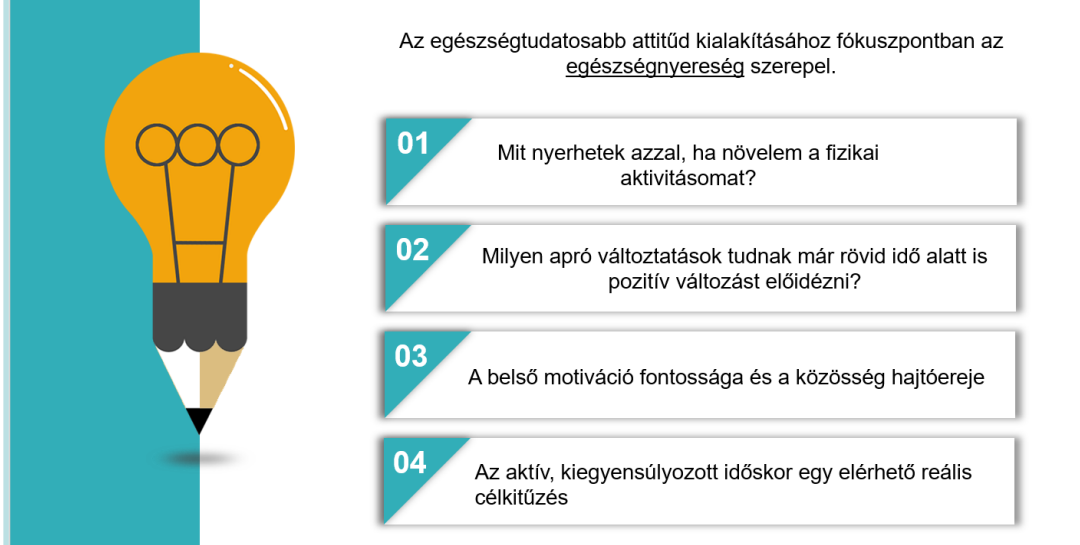 Az egészségtudatosabb attitűd kialakításához fókuszpontban az
egészségnyereség szerepel.
01
Mit nyerhetek azzal, ha növelem a fizikai
aktivitásomat?
02
Milyen apró változtatások tudnak már rövid idő alatt is
pozitív változást előidézni?
03
A belső motiváció fontossága és a közösség hajtóereje
04
Az aktív, kiegyensúlyozott időskor egy elérhető reális
célkitűzés